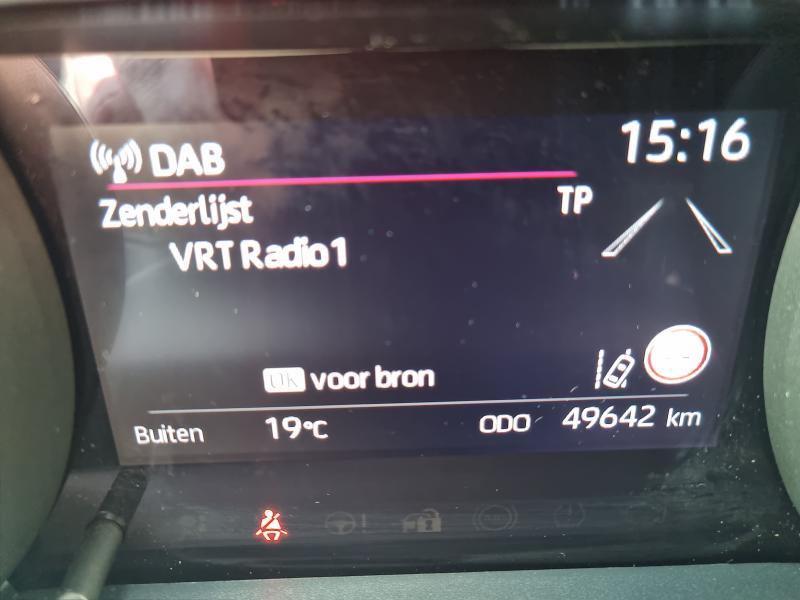 DAB
15:16
Zenderlijst
TP
VRT Radio1
OK voor bron
Buiten 19°C ODO 49642 km